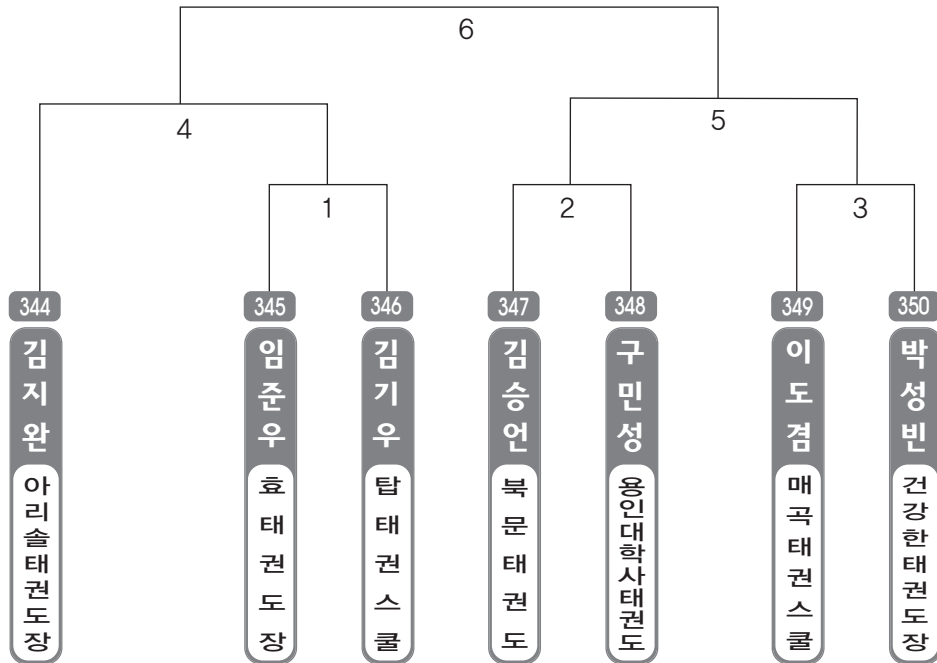 6
4
5
1
2
3
344
345
346
347
348
349
350
김지완
임준우
김기우
김승언
구민성
이도겸
박성빈
아리솔태권도장
효태권도장
탑태권스쿨
북문태권도
용인대학사태권도
매곡태권스쿨
건강한태권도장